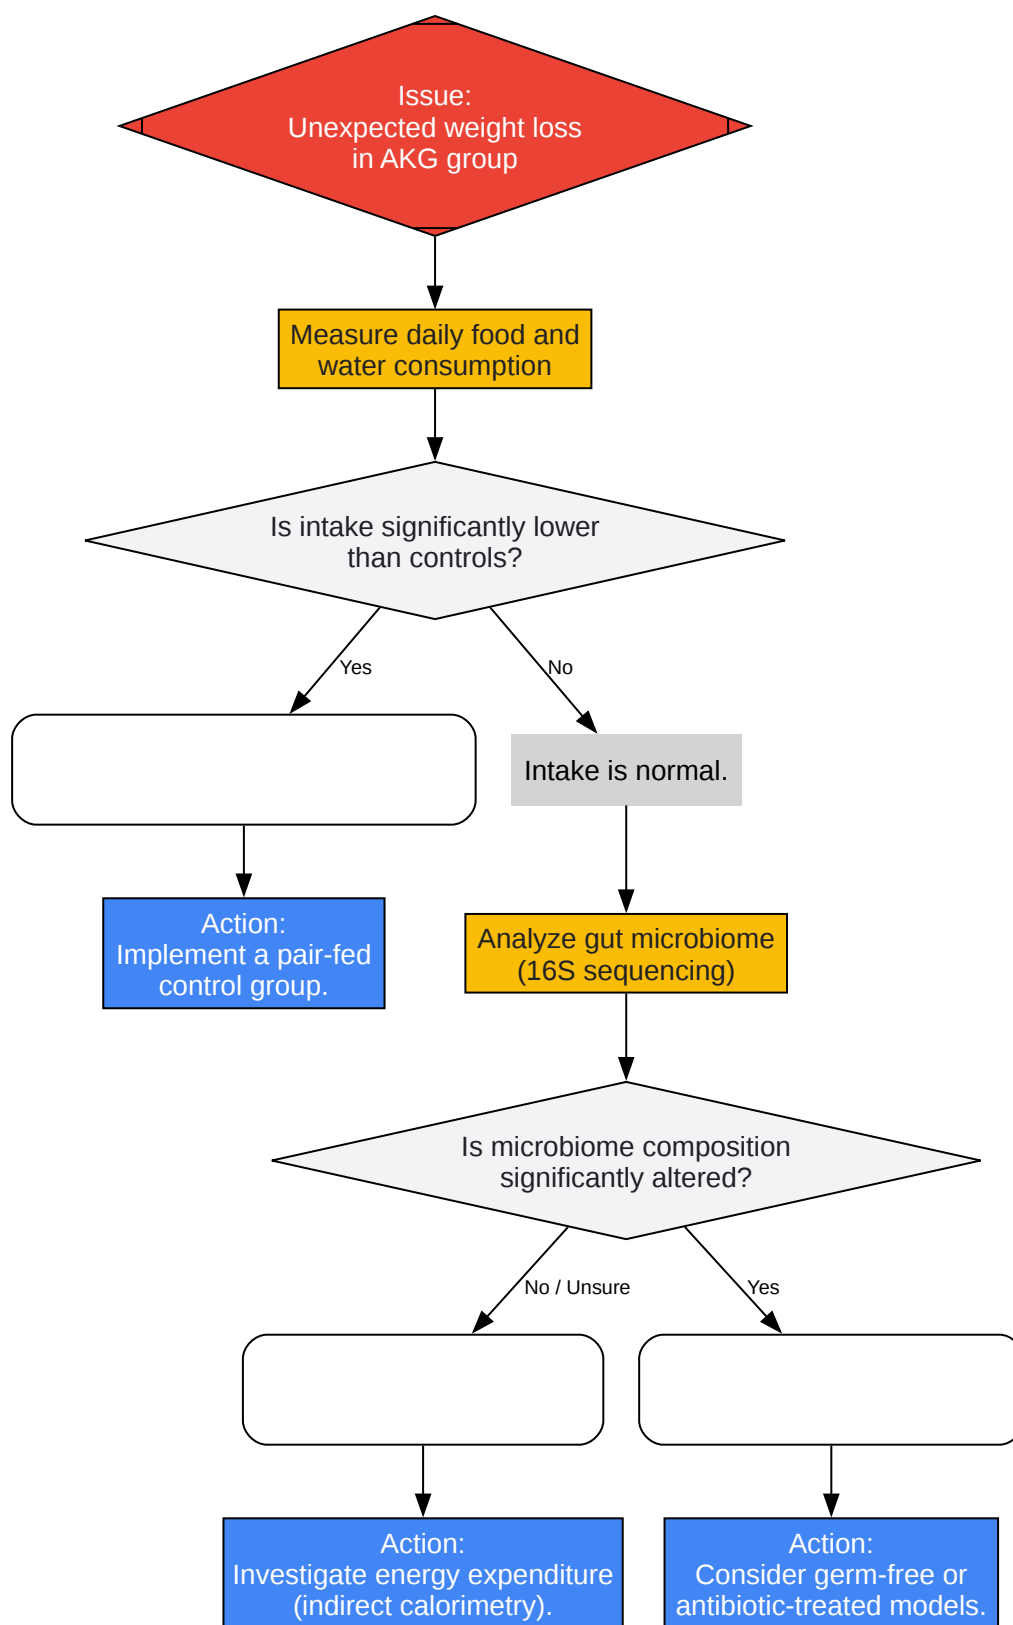 Issue:
Unexpected weight loss
in AKG group
Measure daily food and
water consumption
Is intake significantly lower
than controls?
Yes
No
Intake is normal.
Action:
Implement a pair-fed
control group.
Analyze gut microbiome
(16S sequencing)
Is microbiome composition
significantly altered?
No / Unsure
Yes
Action:
Investigate energy expenditure
(indirect calorimetry).
Action:
Consider germ-free or
antibiotic-treated models.